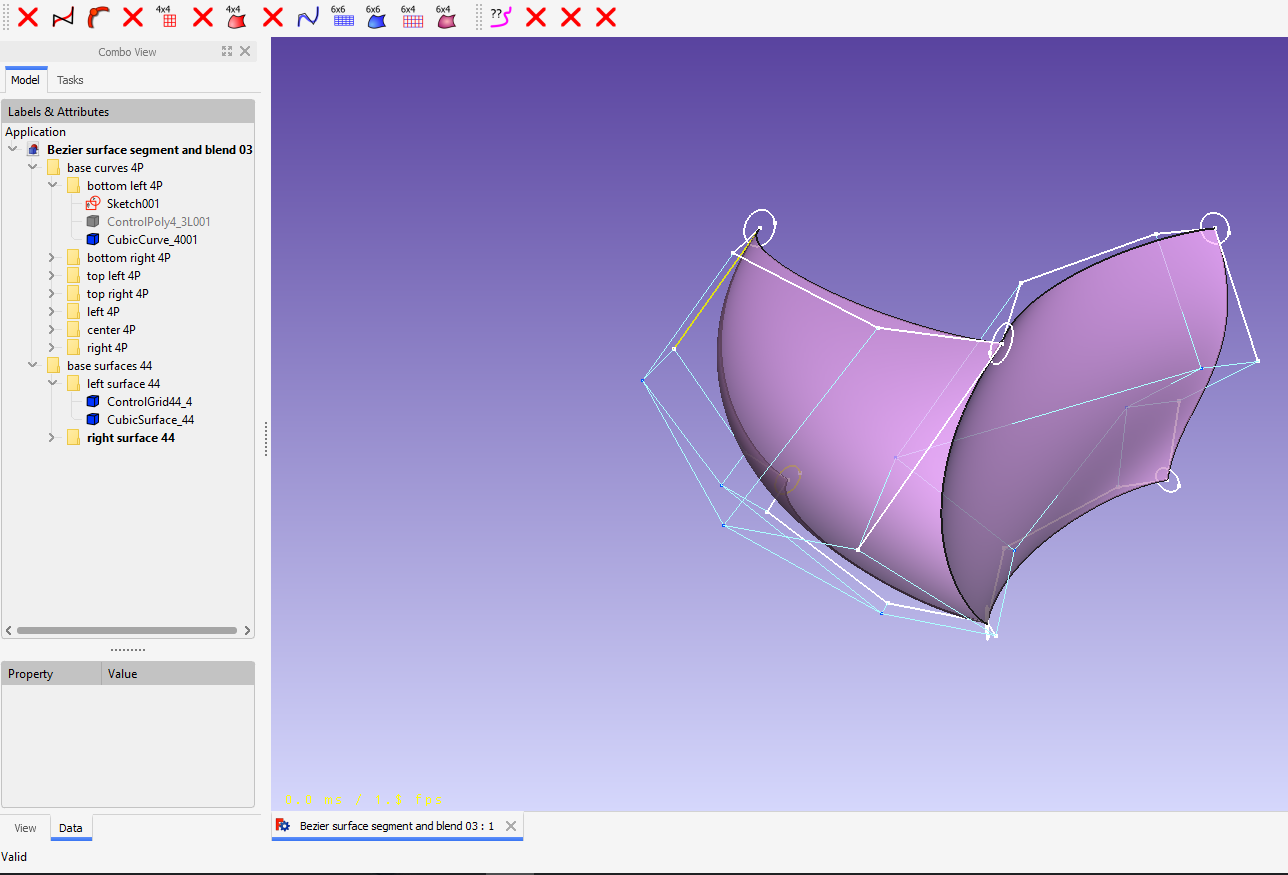 4x4 4x4 6x6 6x6 6x4 6x4 ??
Combo View
Model Tasks
Labels & Attributes
Application
Bezier surface segment and blend 03
base curves 4P
bottom left 4P
Sketch001
ControlPoly4_3L001
CubicCurve_4001
bottom right 4P
top left 4P
top right 4P
left 4P
center 4P
right 4P
base surfaces 44
left surface 44
ControlGrid44_4
CubicSurface_44
right surface 44
Property Value
View Data
Bezier surface segment and blend 03 : 1
Valid